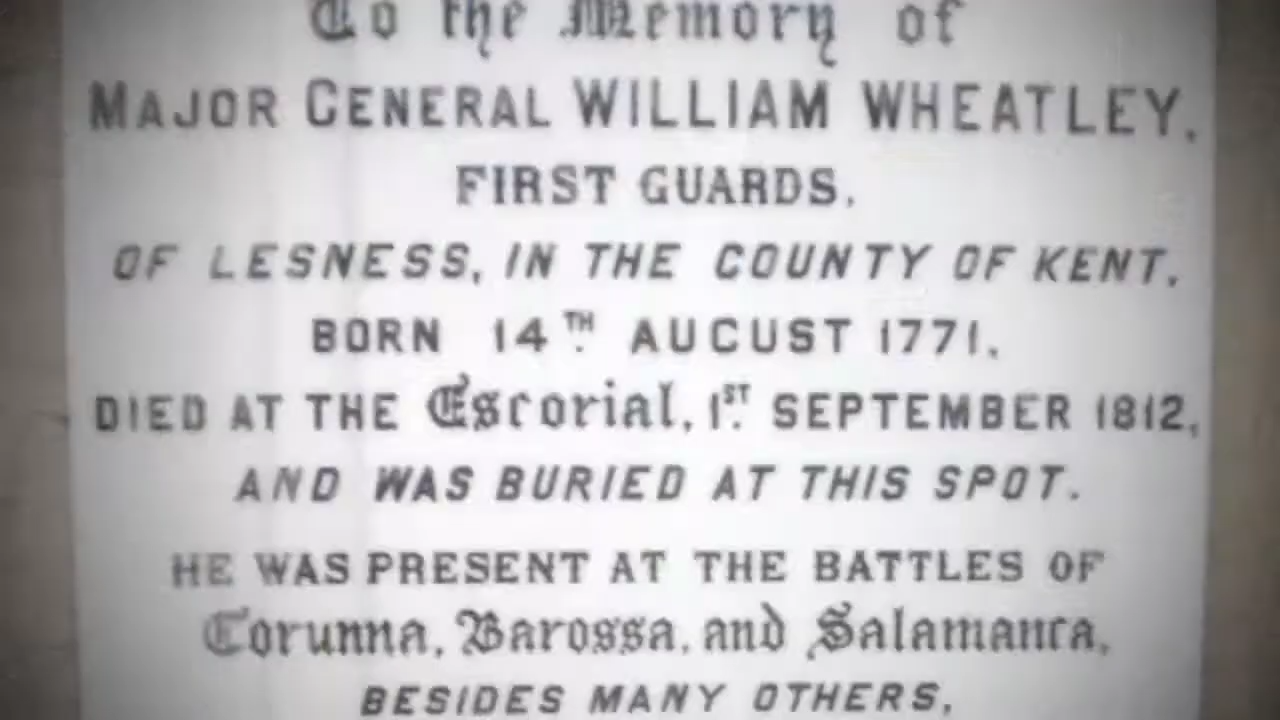 To the Memory of
MAJOR GENERAL WILLIAM WHEATLEY,
FIRST GUARDS,
OF LESNESS, IN THE COUNTY OF KENT,
BORN 14TH AUGUST 1771,
DIED AT THE Escorial, 1ST SEPTEMBER 1812,
AND WAS BURIED AT THIS SPOT.
HE WAS PRESENT AT THE BATTLES OF
Corunna, Barossa, and Salamanca,
BESIDES MANY OTHERS,